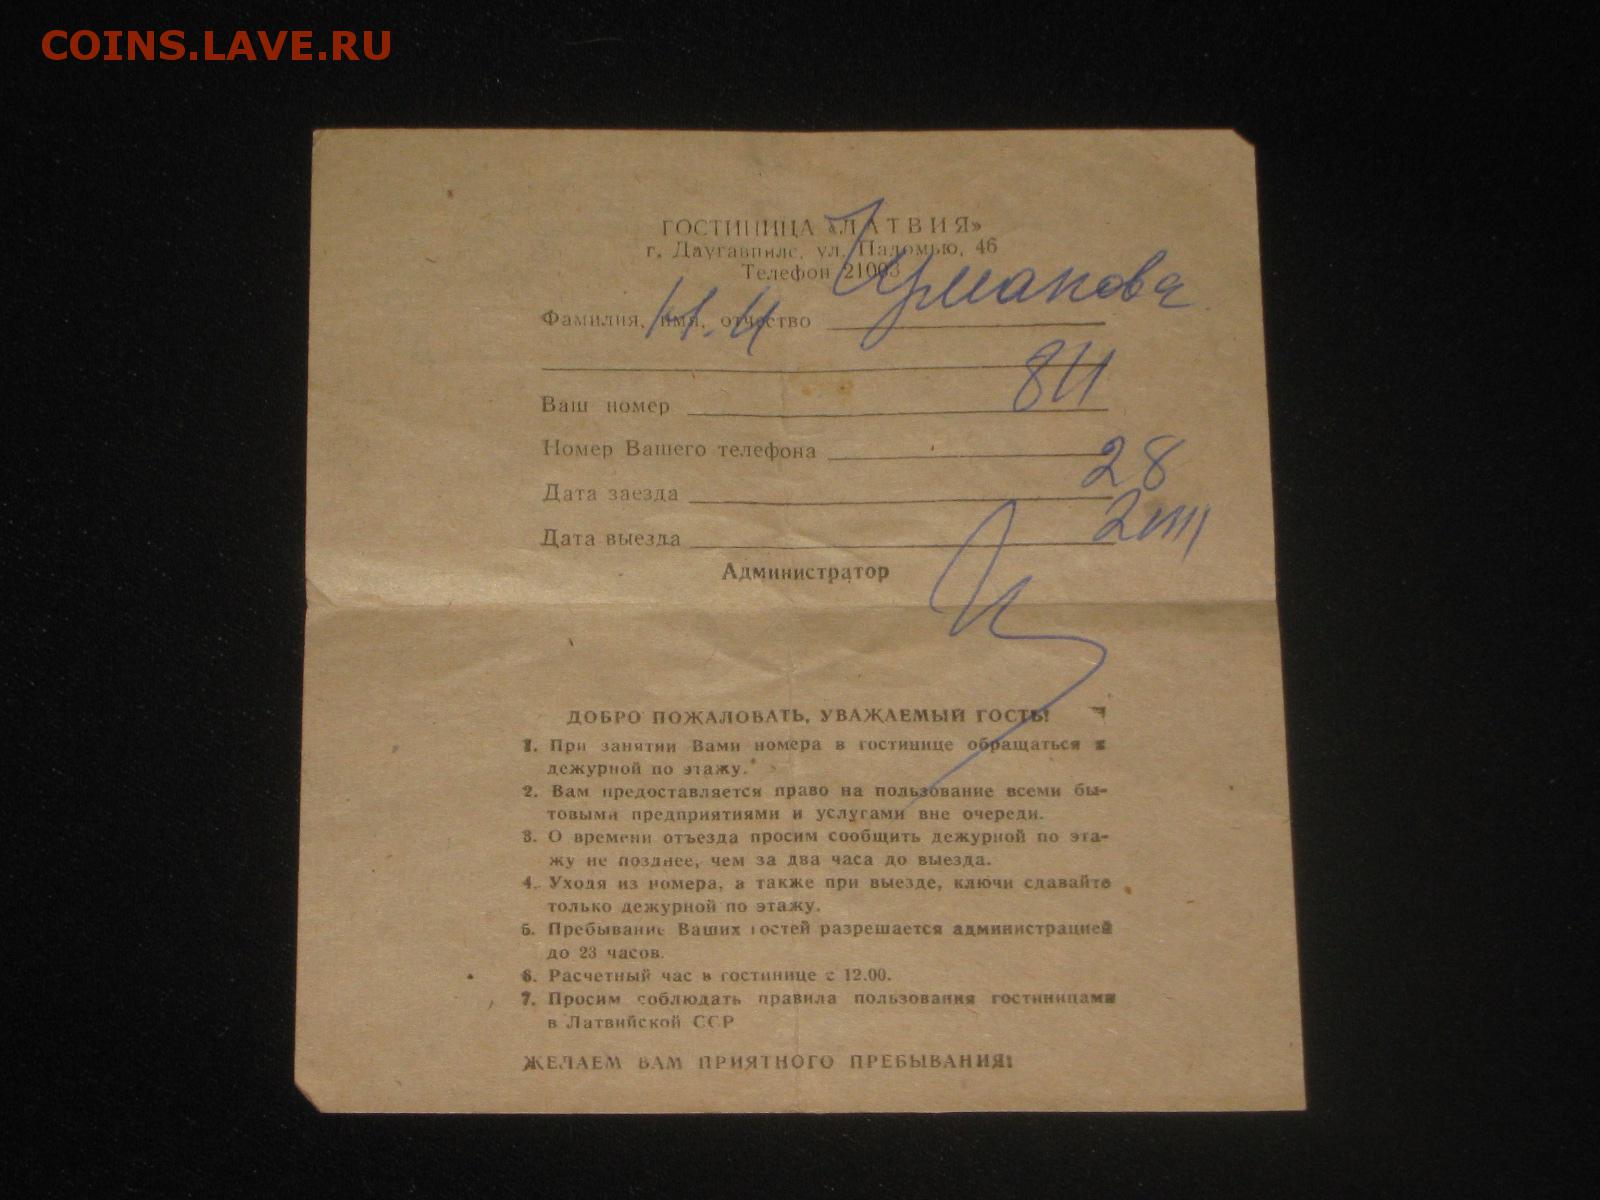 COINS.LAVE.RU
ГОСТИНИЦА «ЛАТВИЯ»
г. Даугавпилс, ул. Падомью, 46
Телефон 21003
Фамилия, имя, отчество
Ваш номер 811
Номер Вашего телефона
Дата заезда 28
Дата выезда 2/III
Администратор
ДОБРО ПОЖАЛОВАТЬ, УВАЖАЕМЫЙ ГОСТЬ!
1. При занятии Вами номера в гостинице обращаться к
дежурной по этажу.
2. Вам предоставляется право на пользование всеми бы-
товыми предприятиями и услугами вне очереди.
3. О времени отъезда просим сообщить дежурной по эта-
жу не позднее, чем за два часа до выезда.
4. Уходя из номера, а также при выезде, ключи сдавайте
только дежурной по этажу.
5. Пребывание Ваших гостей разрешается администрацией
до 23 часов.
6. Расчетный час в гостинице с 12.00.
7. Просим соблюдать правила пользования гостиницами
в Латвийской ССР
ЖЕЛАЕМ ВАМ ПРИЯТНОГО ПРЕБЫВАНИЯ!